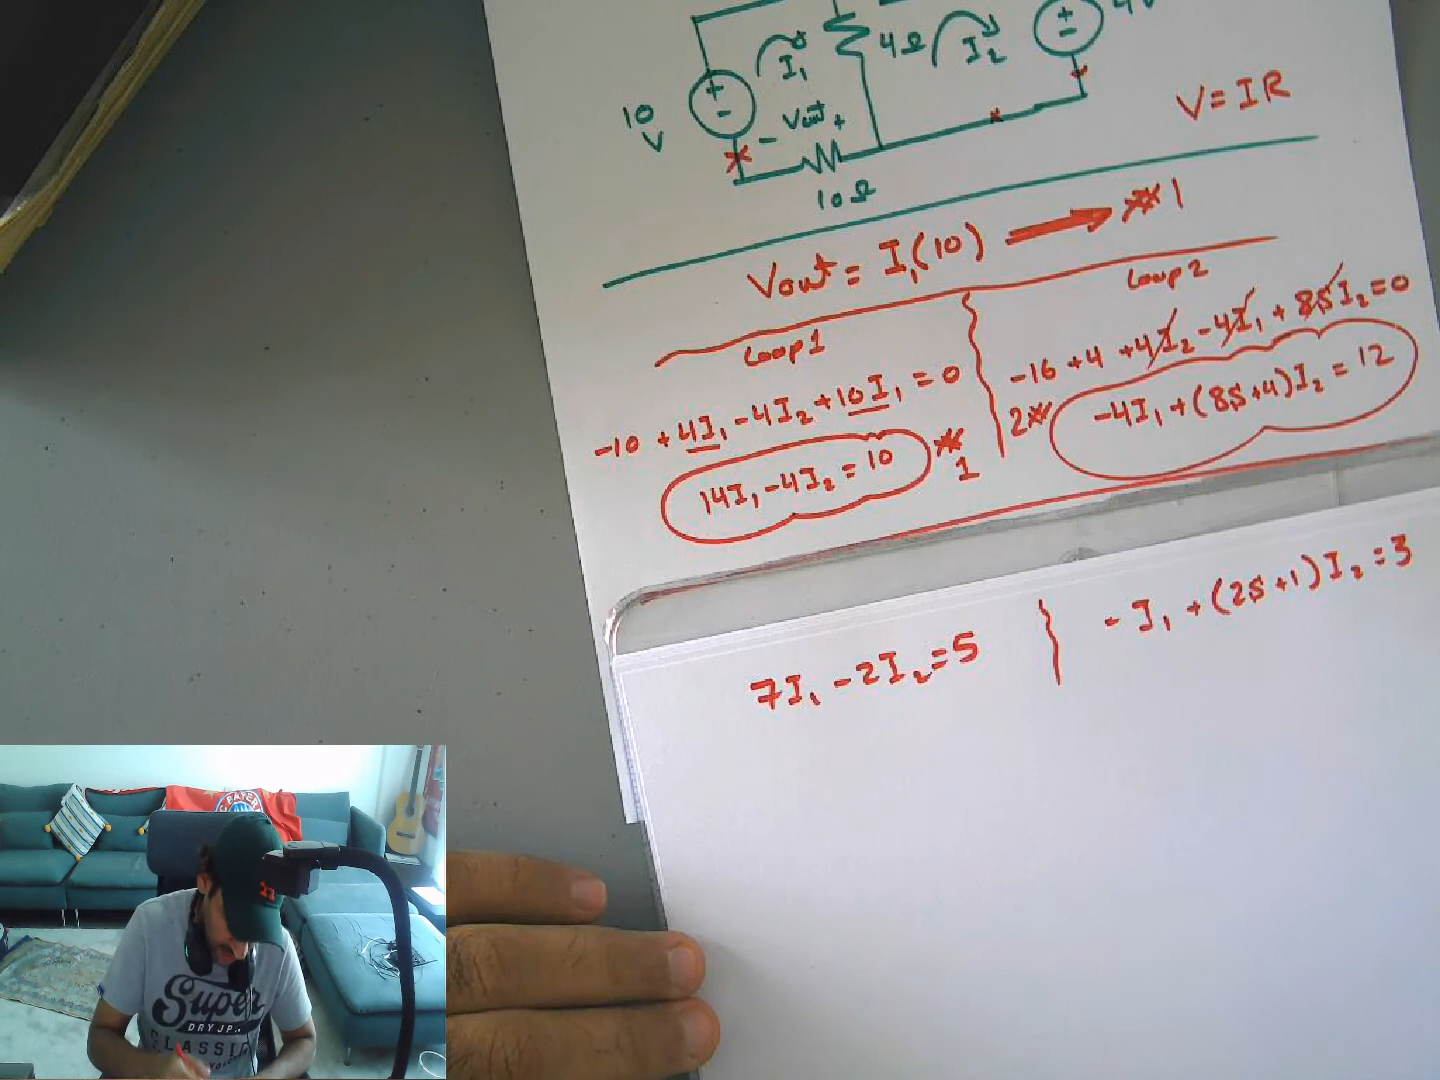 4Ω
I₁
I₂
+
-
+
-
10
V
- Vout +
10Ω
V=IR
Vout = I₁(10) → ** 1
Loop 1
Loop 2
-10 + 4I₁ - 4I₂ + 10I₁ = 0
-16 + 4 + 4I₂ - 4I₁ + 8SI₂ = 0
14I₁ - 4I₂ = 10
* 1
2*
-4I₁ + (8S+4)I₂ = 12
7I₁ - 2I₂ = 5
-I₁ + (2S+1)I₂ = 3
BAYER
Super
DRY JP
CLASSIC